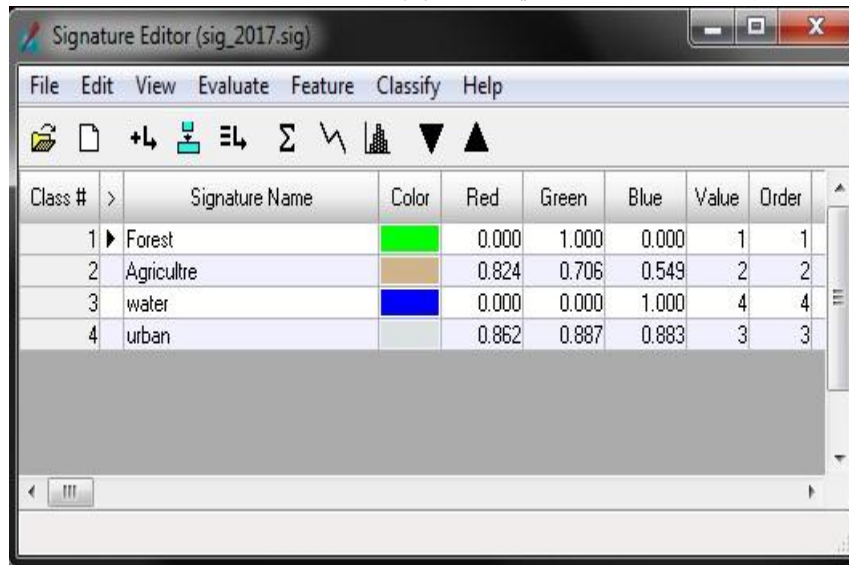 Signature Editor (sig_2017.sig)
File Edit View Evaluate Feature Classify Help
Σ
Class # > Signature Name Color Red Green Blue Value Order
1 Forest 0.000 1.000 0.000 1 1
2 Agricultre 0.824 0.706 0.549 2 2
3 water 0.000 0.000 1.000 4 4
4 urban 0.862 0.887 0.883 3 3